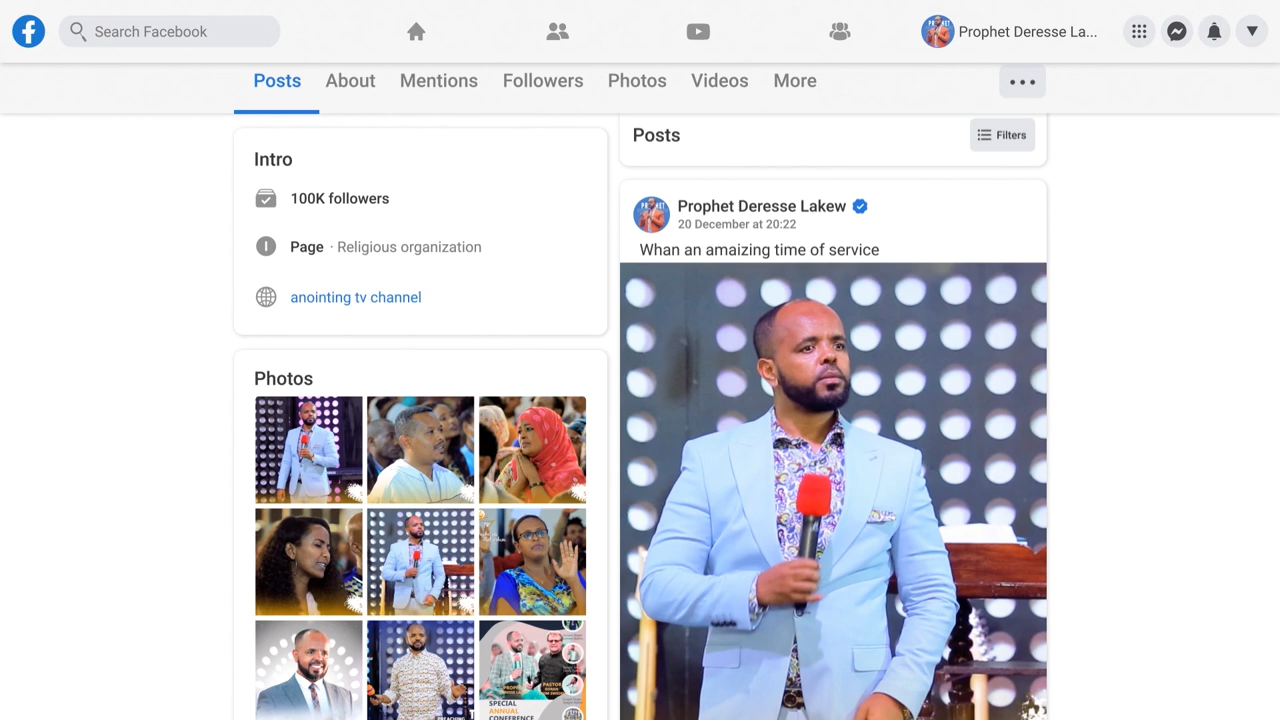 Search Facebook
Prophet Deresse La...
Posts
About
Mentions
Followers
Photos
Videos
More
Intro
100K followers
Page · Religious organization
anointing tv channel
Photos
PASTOR
SPECIAL
ANNUAL
CONFERENCE
PREACHING
Posts
Filters
Prophet Deresse Lakew
20 December at 20:22
Whan an amaizing time of service